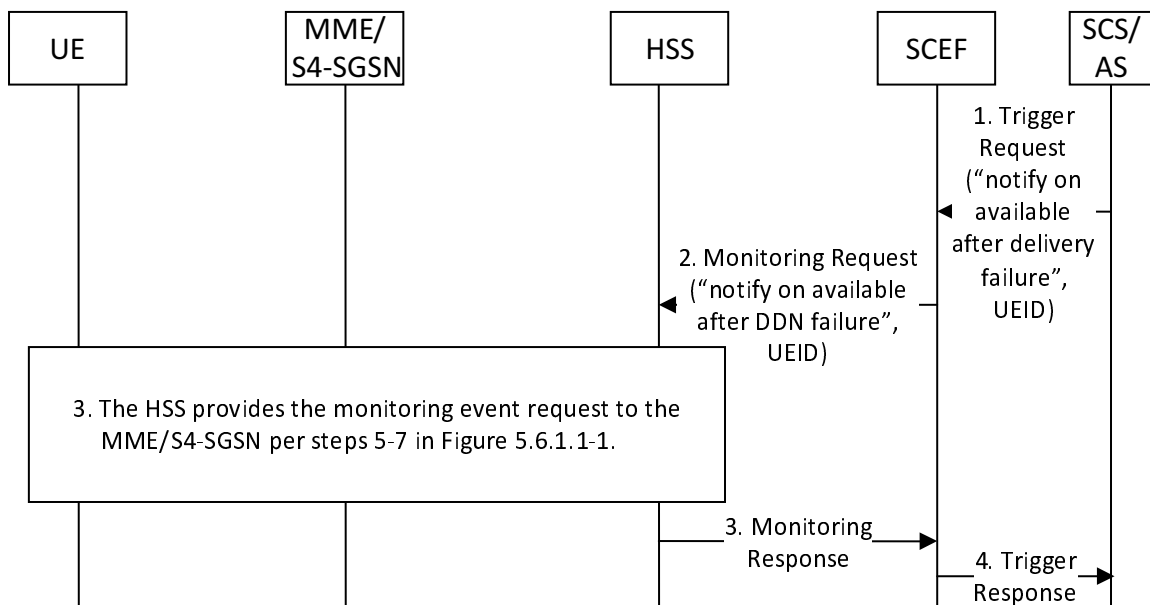 UE
MME/
S4-SGSN
HSS
SCEF
SCS/
AS
1. Trigger
Request
(“notify on
available
after delivery
failure”,
UEID)
2. Monitoring Request
(“notify on available
after DDN failure”,
UEID)
3. The HSS provides the monitoring event request to the
MME/S4-SGSN per steps 5-7 in Figure 5.6.1.1-1.
3. Monitoring
Response
4. Trigger
Response